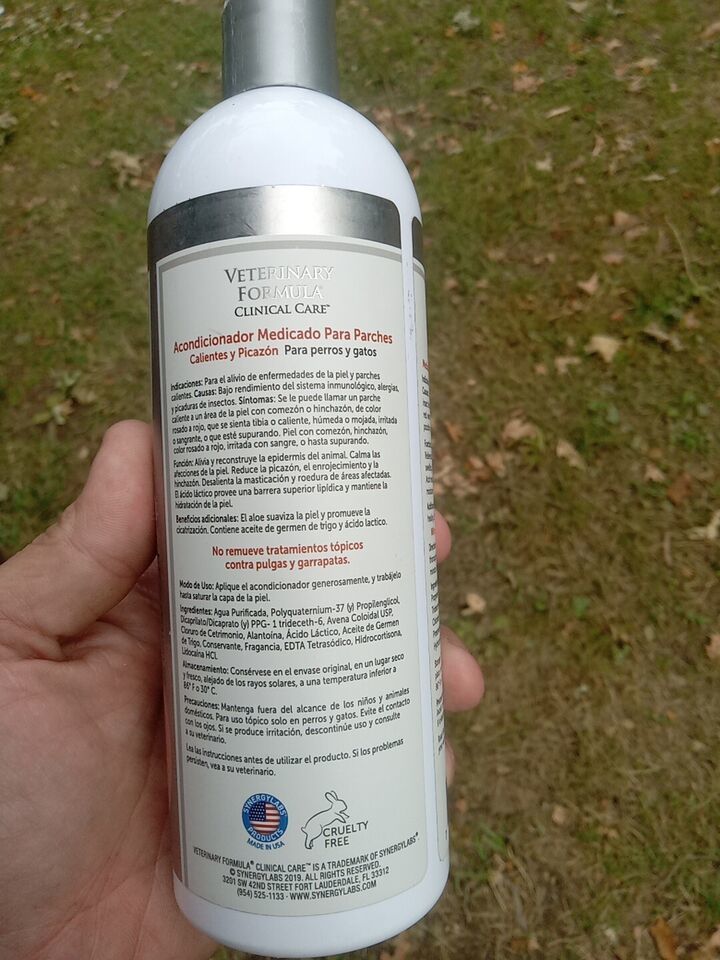 VETERINARY
FORMULA®
CLINICAL CARE™
Acondicionador Medicado Para Parches
Calientes y Picazón Para perros y gatos
Indicaciones: Para el alivio de enfermedades de la piel y parches
calientes. Causas: Bajo rendimiento del sistema inmunológico, alergias,
y picaduras de insectos. Síntomas: Se le puede llamar un parche
caliente a un área de la piel con comezón o hinchazón, de color
rosado a rojo, que se sienta tibia o caliente, húmeda o mojada, irritada
o sangrante, o que esté supurando. Piel con comezón, hinchazón,
color rosado a rojo, irritada con sangre, o hasta supurando.
Función: Alivia y reconstruye la epidermis del animal. Calma las
afecciones de la piel. Reduce la picazón, el enrojecimiento y la
hinchazón. Desalienta la masticación y roedura de áreas afectadas.
El ácido láctico provee una barrera superior lipídica y mantiene la
hidratación de la piel.
Beneficios adicionales: El aloe suaviza la piel y promueve la
cicatrización. Contiene aceite de germen de trigo y ácido lactico.
No remueve tratamientos tópicos
contra pulgas y garrapatas.
Modo de Uso: Aplique el acondicionador generosamente, y trabájelo
hasta saturar la capa de la piel.
Ingredientes: Agua Purificada, Polyquaternium-37 (y) Propilenglicol,
Dicaprilato/Dicaprato (y) PPG- 1 trideceth-6, Avena Coloidal USP,
Cloruro de Cetrimonio, Alantoína, Ácido Láctico, Aceite de Germen
de Trigo, Conservante, Fragancia, EDTA Tetrasódico, Hidrocortisona,
Lidocaína HCl.
Almacenamiento: Consérvese en el envase original, en un lugar seco
y fresco, alejado de los rayos solares, a una temperatura inferior a
86° F o 30° C.
Precauciones: Mantenga fuera del alcance de los niños y animales
domésticos. Para uso tópico solo en perros y gatos. Evite el contacto
con los ojos. Si se produce irritación, descontinúe uso y consulte
a su veterinario.
Lea las instrucciones antes de utilizar el producto. Si los problemas
persisten, vea a su veterinario.
SYNERGYLABS
PRODUCTS
MADE IN USA
CRUELTY
FREE
VETERINARY FORMULA® CLINICAL CARE™ IS A TRADEMARK OF SYNERGYLABS®
© SYNERGYLABS 2019. ALL RIGHTS RESERVED.
3201 SW 42ND STREET FORT LAUDERDALE, FL 33312
(954) 525-1133 · WWW.SYNERGYLABS.COM